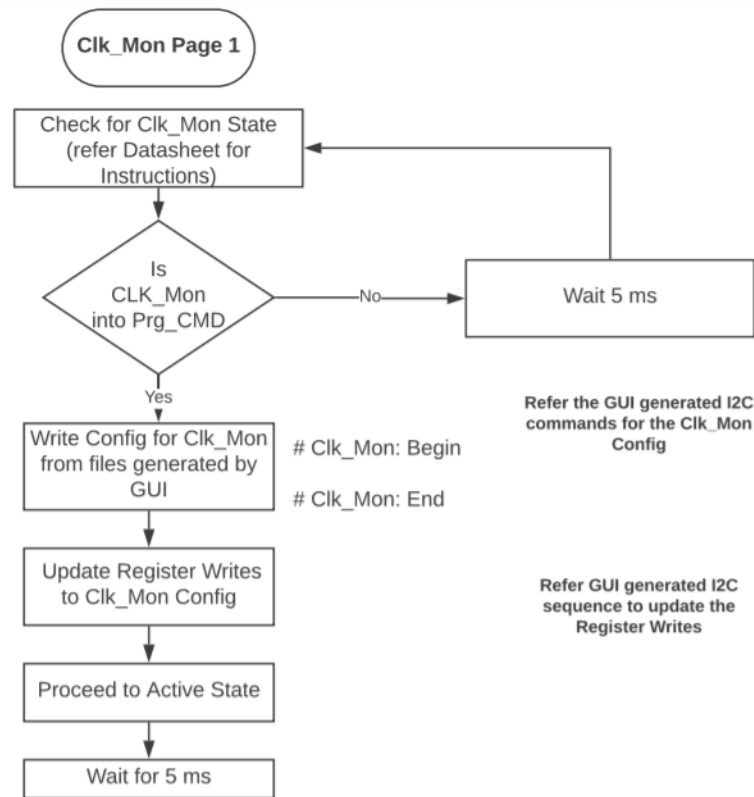 Clk_Mon Page 1
Check for Clk_Mon State
(refer Datasheet for
Instructions)
Is
CLK_Mon
into Prg_CMD
No
Wait 5 ms
Yes
Refer the GUI generated I2C
commands for the Clk_Mon
Config
Write Config for Clk_Mon
from files generated by
GUI
# Clk_Mon: Begin
# Clk_Mon: End
Update Register Writes
to Clk_Mon Config
Refer GUI generated I2C
sequence to update the
Register Writes
Proceed to Active State
Wait for 5 ms